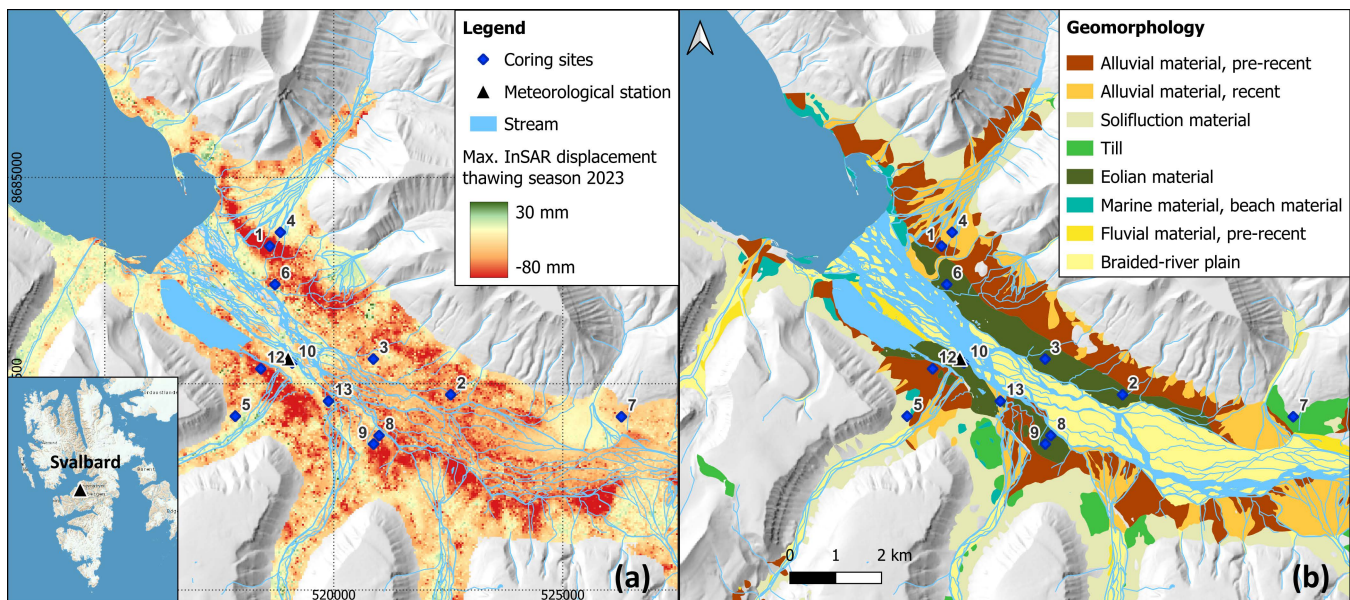 Legend
Coring sites
Meteorological station
Stream
Max. InSAR displacement
thawing season 2023
30 mm
-80 mm
8685000
500
520000
525000
1
4
6
3
2
7
12
10
13
5
9
8
Svalbard
(a)
Geomorphology
Alluvial material, pre-recent
Alluvial material, recent
Solifluction material
Till
Eolian material
Marine material, beach material
Fluvial material, pre-recent
Braided-river plain
1
4
6
3
2
7
12
10
13
5
9
8
0 1 2 km
(b)